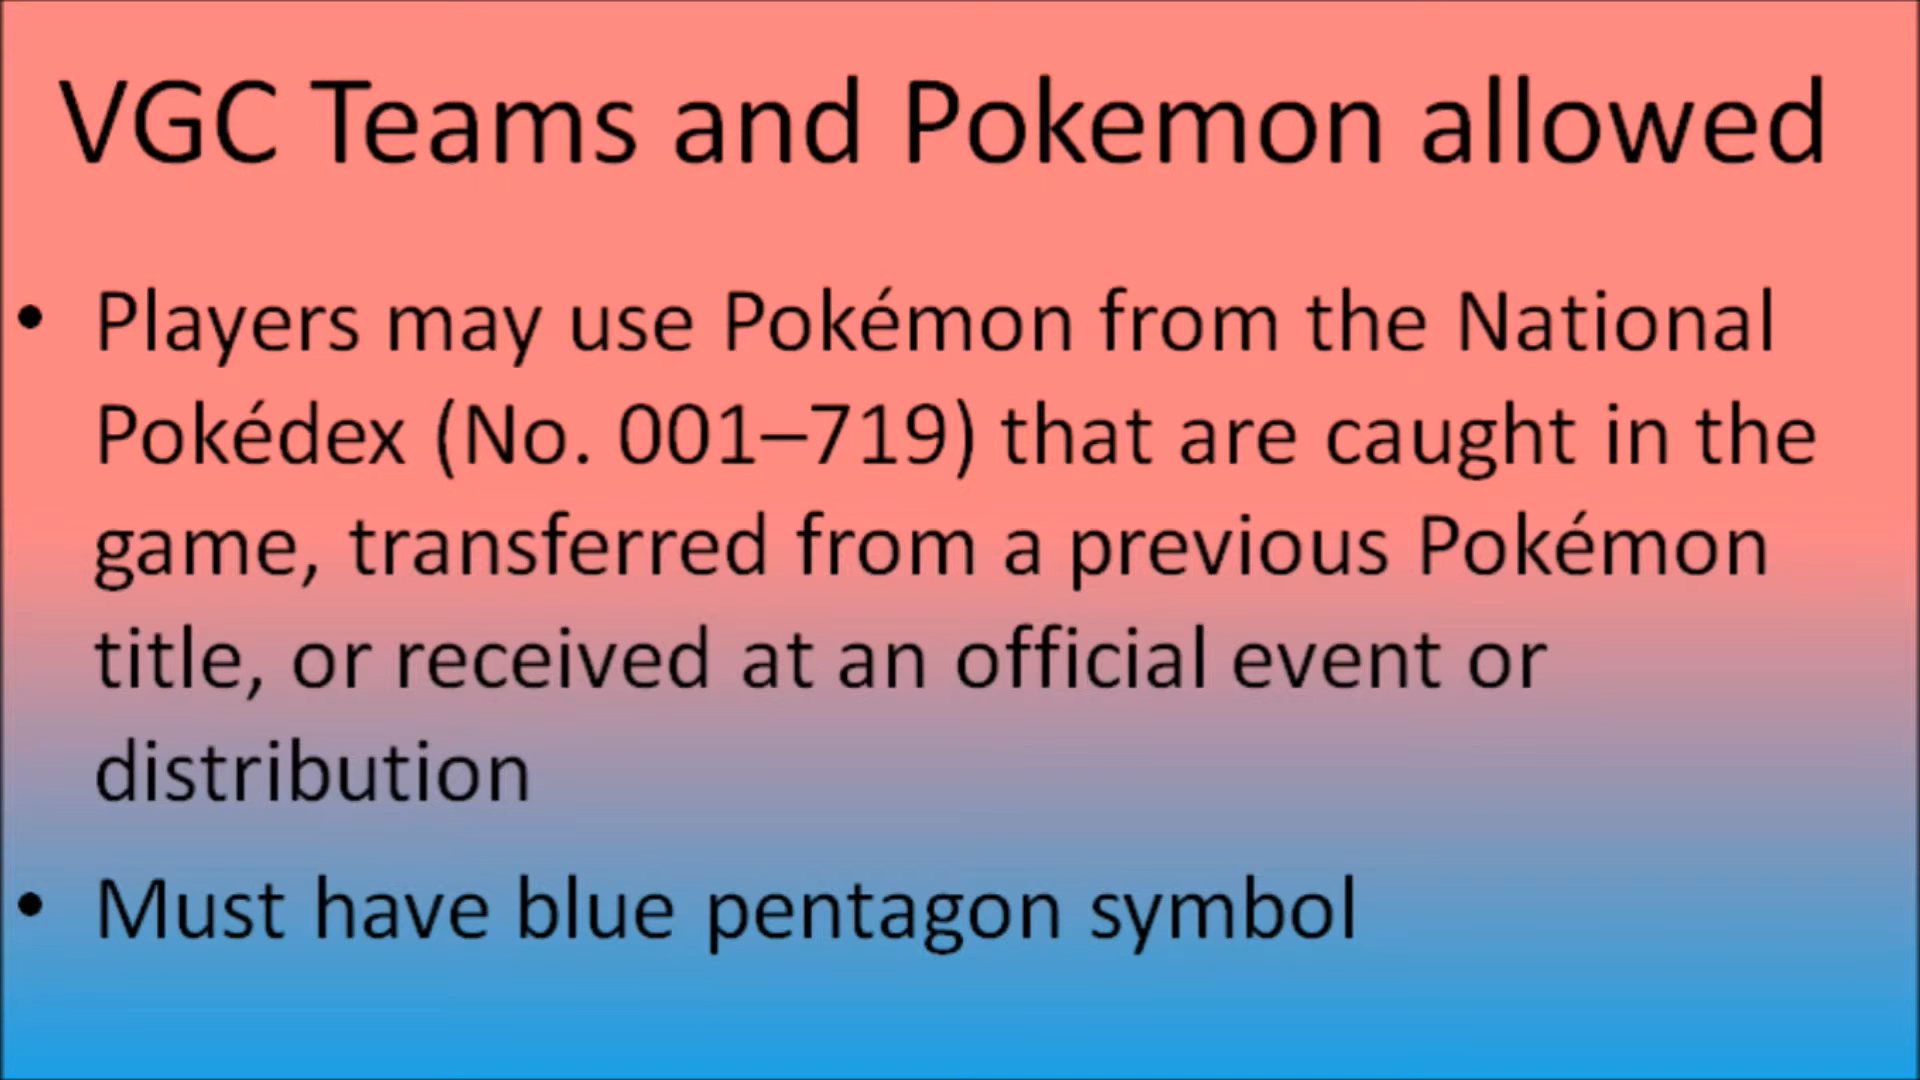 VGC Teams and Pokemon allowed
• Players may use Pokémon from the National
Pokédex (No. 001–719) that are caught in the
game, transferred from a previous Pokémon
title, or received at an official event or
distribution
• Must have blue pentagon symbol